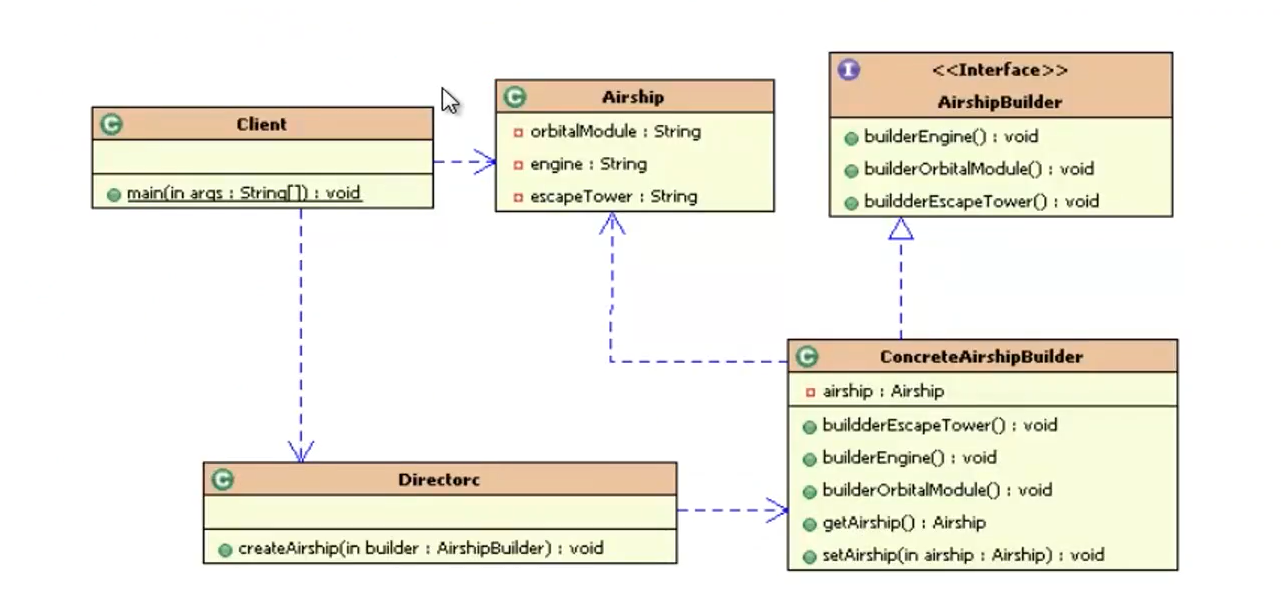 Client
main(in args : String[]) : void
Airship
orbitalModule : String
engine : String
escapeTower : String
<<Interface>>
AirshipBuilder
builderEngine() : void
builderOrbitalModule() : void
buildderEscapeTower() : void
ConcreteAirshipBuilder
airship : Airship
buildderEscapeTower() : void
builderEngine() : void
builderOrbitalModule() : void
getAirship() : Airship
setAirship(in airship : Airship) : void
Directorc
createAirship(in builder : AirshipBuilder) : void